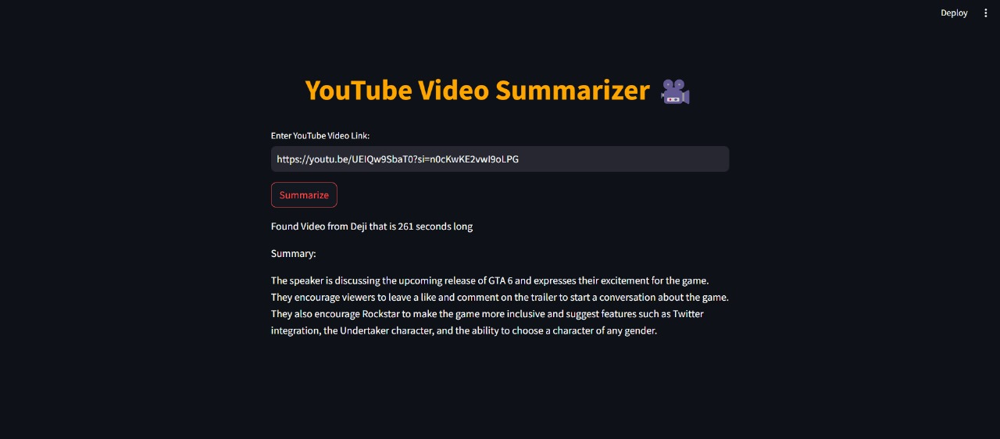 Deploy
YouTube Video Summarizer
Enter YouTube Video Link:
https://youtu.be/UEIQw9SbaT0?si=n0cKwKE2vwI9oLPG
Summarize
Found Video from Deji that is 261 seconds long
Summary:
The speaker is discussing the upcoming release of GTA 6 and expresses their excitement for the game.
They encourage viewers to leave a like and comment on the trailer to start a conversation about the game.
They also encourage Rockstar to make the game more inclusive and suggest features such as Twitter
integration, the Undertaker character, and the ability to choose a character of any gender.